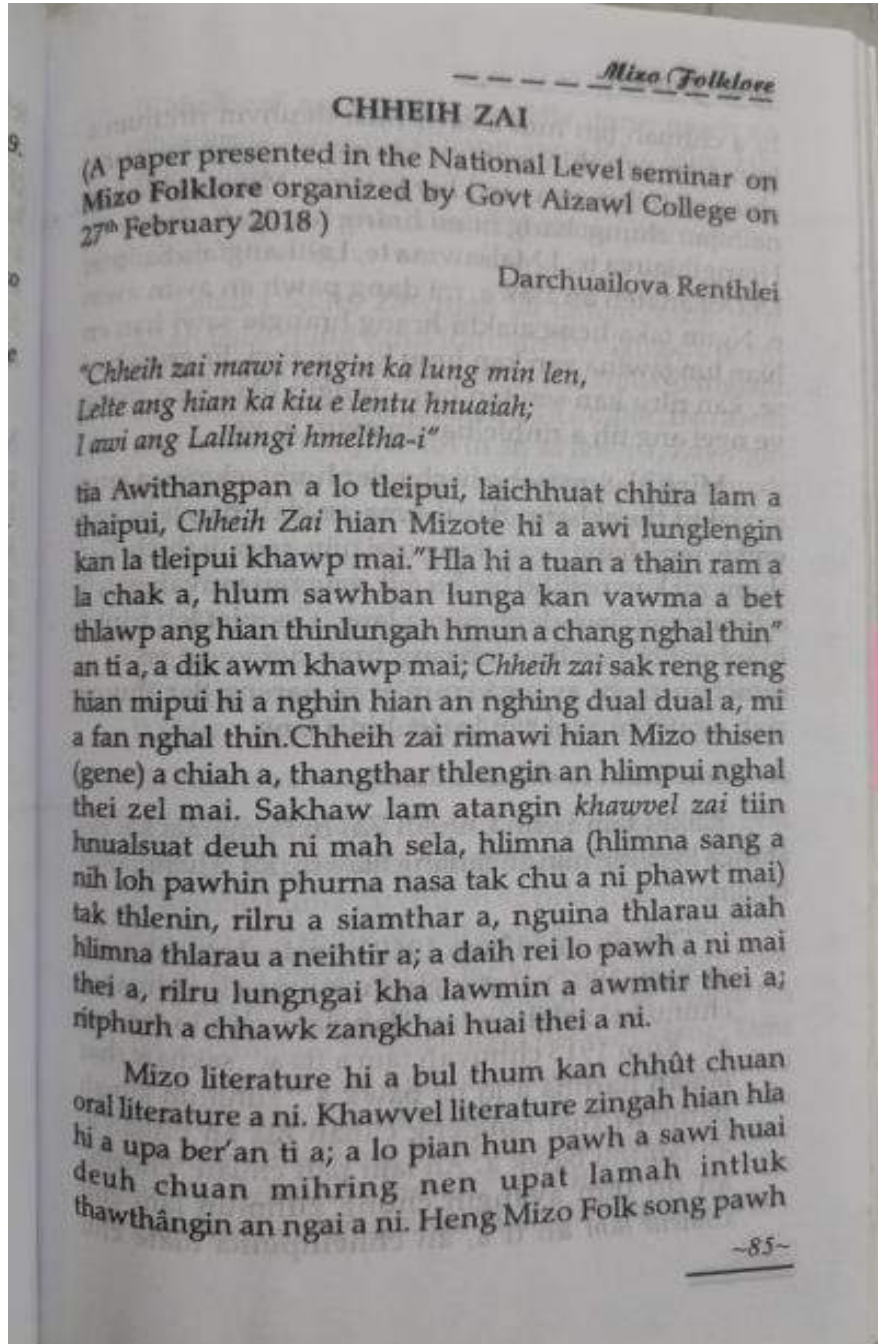 Mizo Folklore
CHHEIH ZAI
(A paper presented in the National Level seminar on
Mizo Folklore organized by Govt Aizawl College on
27th February 2018 )
Darchuailova Renthlei
"Chheih zai mawi rengin ka lung min len,
Lelte ang hian ka kiu e lentu hnuaiah;
I awi ang Lallungi hmeltha-i"
tia Awithangpan a lo tleipui, laichhuat chhira lam a
thaipui, Chheih Zai hian Mizote hi a awi lunglengin
kan la tleipui khawp mai."Hla hi a tuan a thain ram a
la chak a, hlum sawhban lunga kan vawma a bet
thlawp ang hian thinlungah hmun a chang nghal thin"
an ti a, a dik awm khawp mai; Chheih zai sak reng reng
hian mipui hi a nghin hian an nghing dual dual a, mi
a fan nghal thin.Chheih zai rimawi hian Mizo thisen
(gene) a chiah a, thangthar thlengin an hlimpui nghal
thei zel mai. Sakhaw lam atangin khawvel zai tiin
hnualsuat deuh ni mah sela, hlimna (hlimna sang a
nih loh pawhin phurna nasa tak chu a ni phawt mai)
tak thlenin, rilru a siamthar a, nguina thlarau aiah
hlimna thlarau a neihtir a; a daih rei lo pawh a ni mai
thei a, rilru lungngai kha lawmin a awmtir thei a;
ritphurh a chhawk zangkhai huai thei a ni.
Mizo literature hi a bul thum kan chhût chuan
oral literature a ni. Khawvel literature zingah hian hla
hi a upa ber'an ti a; a lo pian hun pawh a sawi huai
deuh chuan mihring nen upat lamah intluk
thawthângin an ngai a ni. Heng Mizo Folk song pawh
~85~